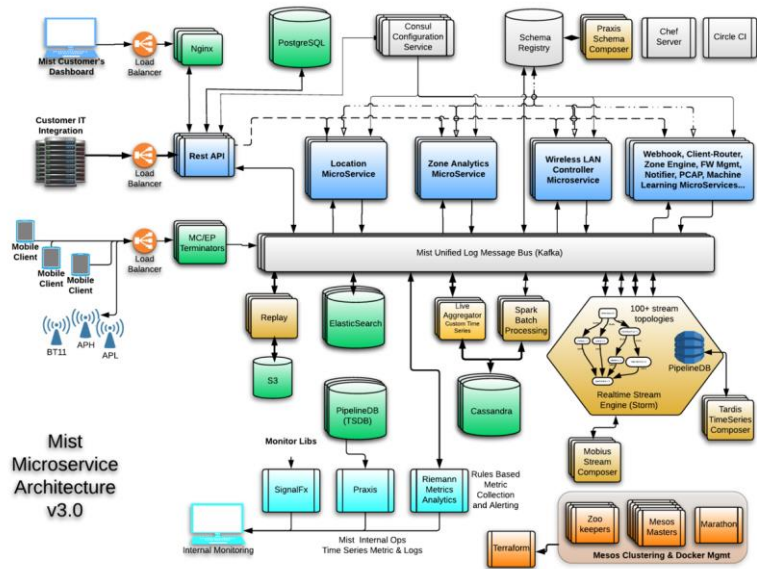 Mist Customer's
Dashboard
Load
Balancer
Nginx
PostgreSQL
Consul
Configuration
Service
Schema
Registry
Praxis
Schema
Composer
Chef
Server
Circle CI
Customer IT
Integration
Load
Balancer
Rest API
Location
MicroService
Zone Analytics
MicroService
Wireless LAN
Controller
Microservice
Webhook, Client-Router,
Zone Engine, FW Mgmt,
Notifier, PCAP, Machine
Learning MicroServices...
Mobile
Client
Mobile
Client
Mobile
Client
Load
Balancer
MC/EP
Terminators
Mist Unified Log Message Bus (Kafka)
BT11
APH
APL
Replay
S3
ElasticSearch
Live
Aggregator
Custom Time
Series
Spark
Batch
Processing
Cassandra
100+ stream
topologies
PipelineDB
Realtime Stream
Engine (Storm)
Tardis
TimeSeries
Composer
Mobius
Stream
Composer
PipelineDB
(TSDB)
Mist
Microservice
Architecture
v3.0
Monitor Libs
SignalFx
Praxis
Riemann
Metrics
Analytics
Rules Based
Metric
Collection
and Alerting
Internal Monitoring
Mist Internal Ops
Time Series Metric & Logs
Terraform
Zoo
keepers
Mesos
Masters
Marathon
Mesos Clustering & Docker Mgmt